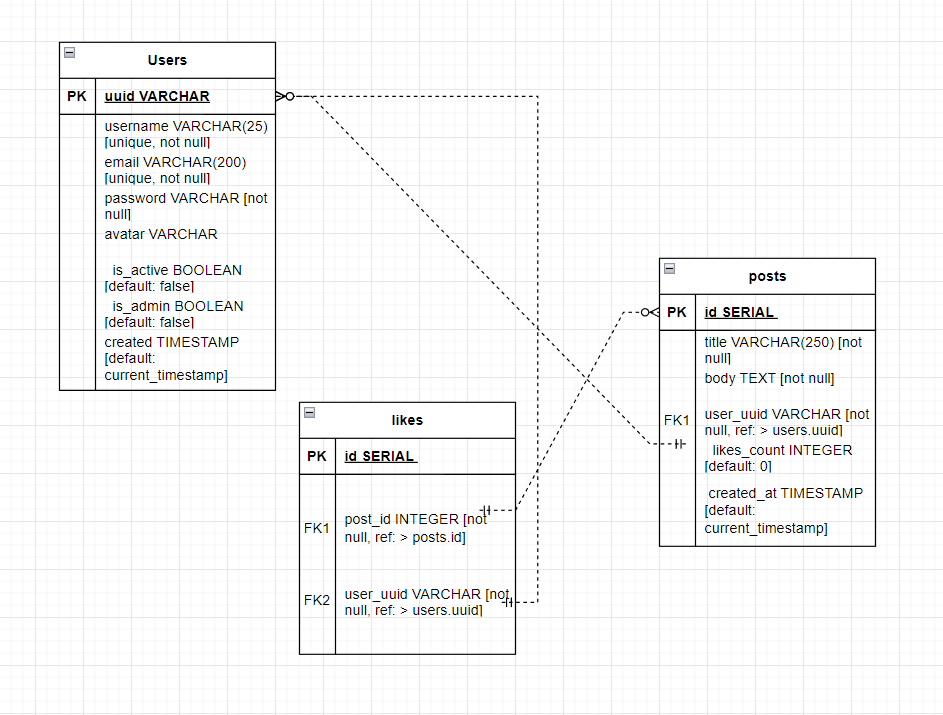 Users
PK
uuid VARCHAR
username VARCHAR(25)
[unique, not null]
email VARCHAR(200)
[unique, not null]
password VARCHAR [not
null]
avatar VARCHAR
is_active BOOLEAN
[default: false]
is_admin BOOLEAN
[default: false]
created TIMESTAMP
[default:
current_timestamp]
likes
PK
id SERIAL
FK1
post_id INTEGER [not
null, ref: > posts.id]
FK2
user_uuid VARCHAR [not
null, ref: > users.uuid]
posts
PK
id SERIAL
title VARCHAR(250) [not
null]
body TEXT [not null]
FK1
user_uuid VARCHAR [not
null, ref: > users.uuid]
likes_count INTEGER
[default: 0]
created_at TIMESTAMP
[default:
current_timestamp]